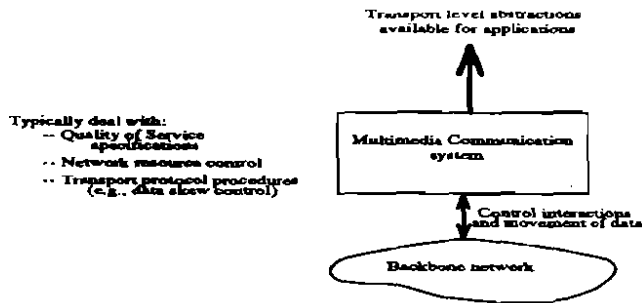 Transport level abstractions
available for applications
Typically deal with:
-- Quality of Service
specifications
-- Network resource control
-- Transport protocol procedures
(e.g., data skew control)
Multimedia Communication
system
Control interactions
and movement of data
Backbone network